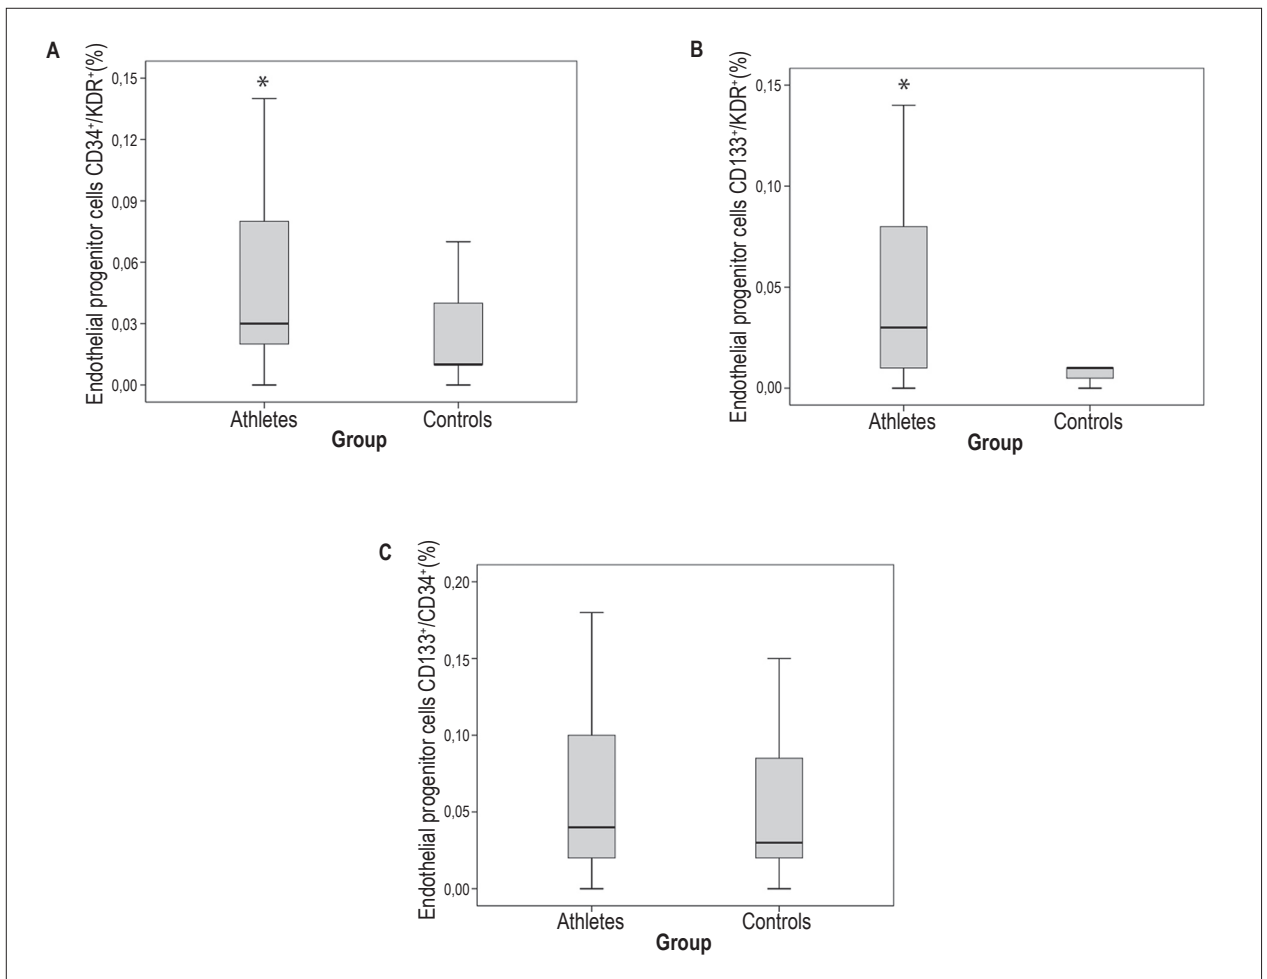 A
Endothelial progenitor cells CD34⁺/KDR⁺(%)
0,15
0,12
0,09
0,06
0,03
0,00
*
Athletes
Controls
Group
B
Endothelial progenitor cells CD133⁺/KDR⁺(%)
0,15
0,10
0,05
0,00
*
Athletes
Controls
Group
C
Endothelial progenitor cells CD133⁺/CD34⁺(%)
0,20
0,15
0,10
0,05
0,00
Athletes
Controls
Group